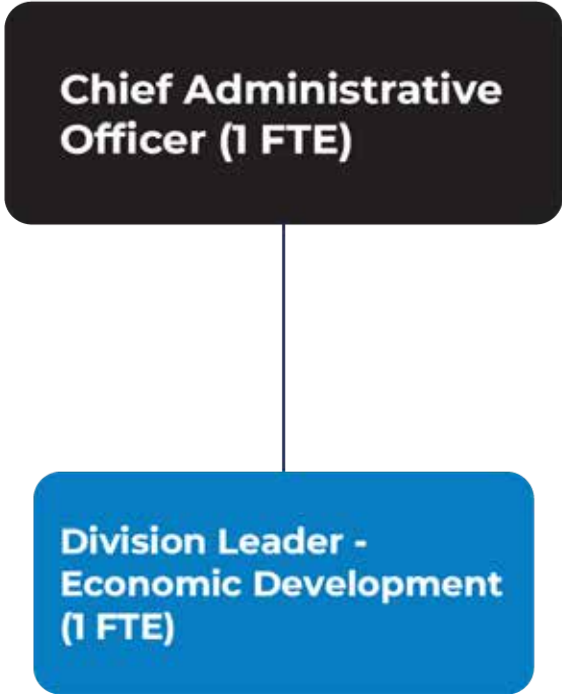 Chief Administrative
Officer (1 FTE)
Division Leader -
Economic Development
(1 FTE)